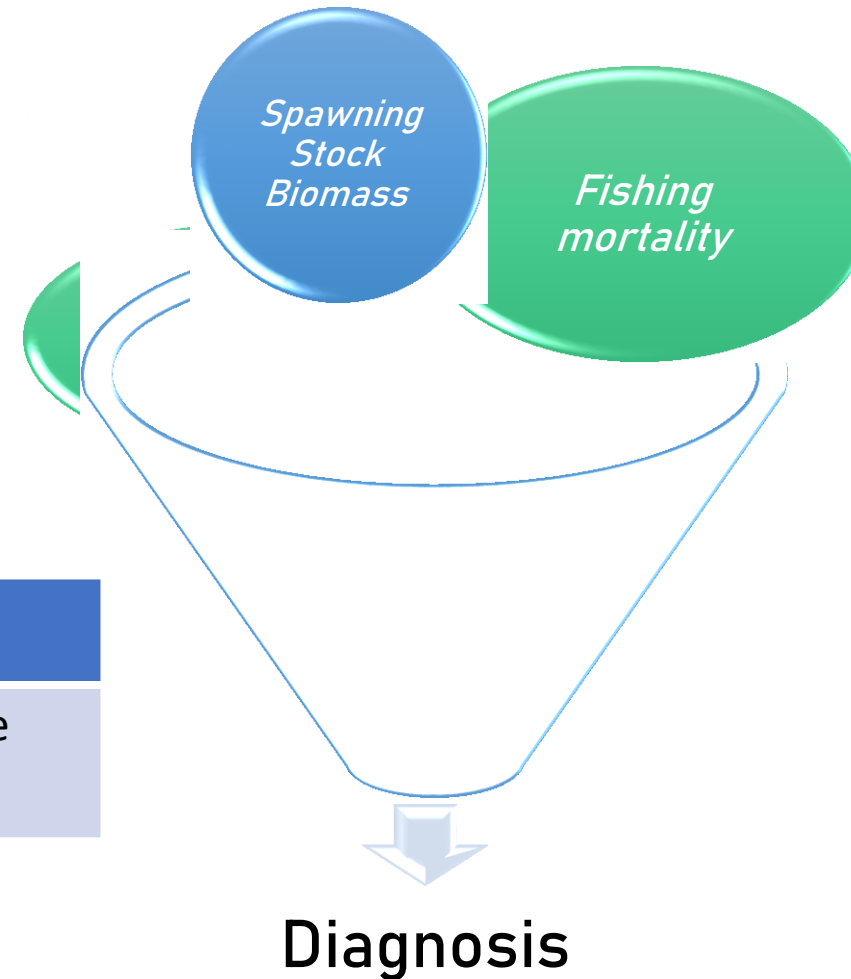 Spawning
Stock
Biomass
Fishing
mortality
Diagnosis